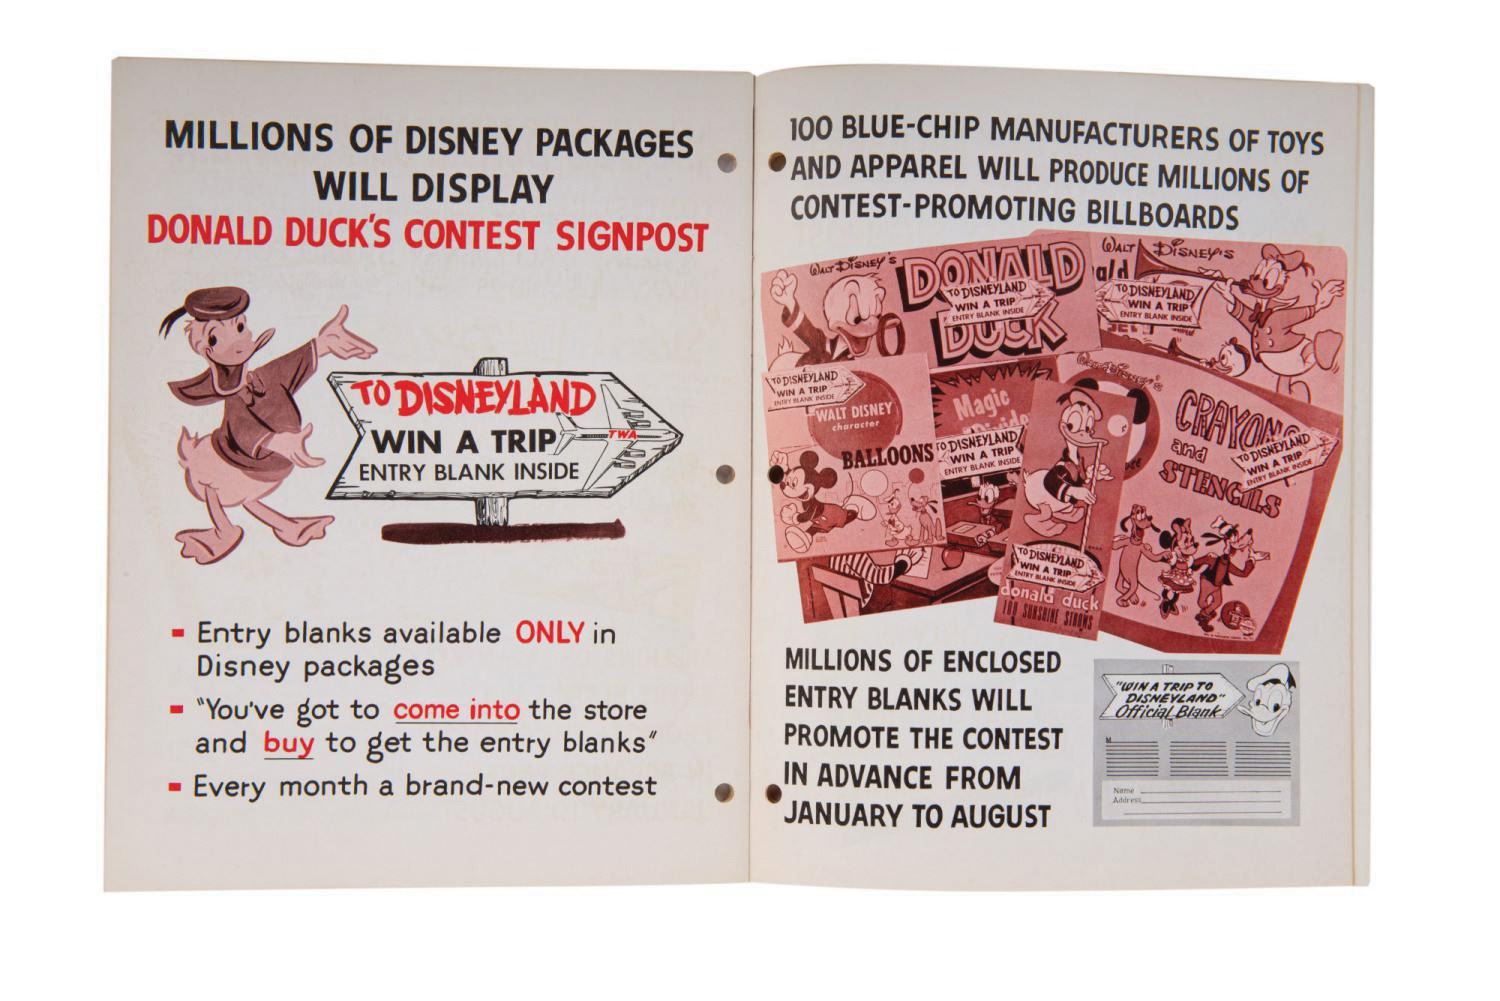 MILLIONS OF DISNEY PACKAGES
WILL DISPLAY
DONALD DUCK'S CONTEST SIGNPOST
TO DISNEYLAND
WIN A TRIP
TWA
ENTRY BLANK INSIDE
- Entry blanks available ONLY in
Disney packages
- "You've got to come into the store
and buy to get the entry blanks"
- Every month a brand-new contest
100 BLUE-CHIP MANUFACTURERS OF TOYS
AND APPAREL WILL PRODUCE MILLIONS OF
CONTEST-PROMOTING BILLBOARDS
WALT DISNEY'S
DONALD
DUCK
TO DISNEYLAND
WIN A TRIP
ENTRY BLANK INSIDE
WALT DISNEY'S
ald
TO DISNEYLAND
WIN A TRIP
ENTRY BLANK INSIDE
TO DISNEYLAND
WIN A TRIP
ENTRY BLANK INSIDE
WALT DISNEY
character
BALLOONS
Magic
TO DISNEYLAND
WIN A TRIP
ENTRY BLANK INSIDE
TO DISNEYLAND
WIN A TRIP
ENTRY BLANK INSIDE
donald duck
100 SUNSHINE STRAWS
Walt Disney's
CRAYONS
and
STENCILS
TO DISNEYLAND
WIN A TRIP
ENTRY BLANK INSIDE
MILLIONS OF ENCLOSED
ENTRY BLANKS WILL
PROMOTE THE CONTEST
IN ADVANCE FROM
JANUARY TO AUGUST
"WIN A TRIP TO
DISNEYLAND"
Official Blank
M
Name
Address